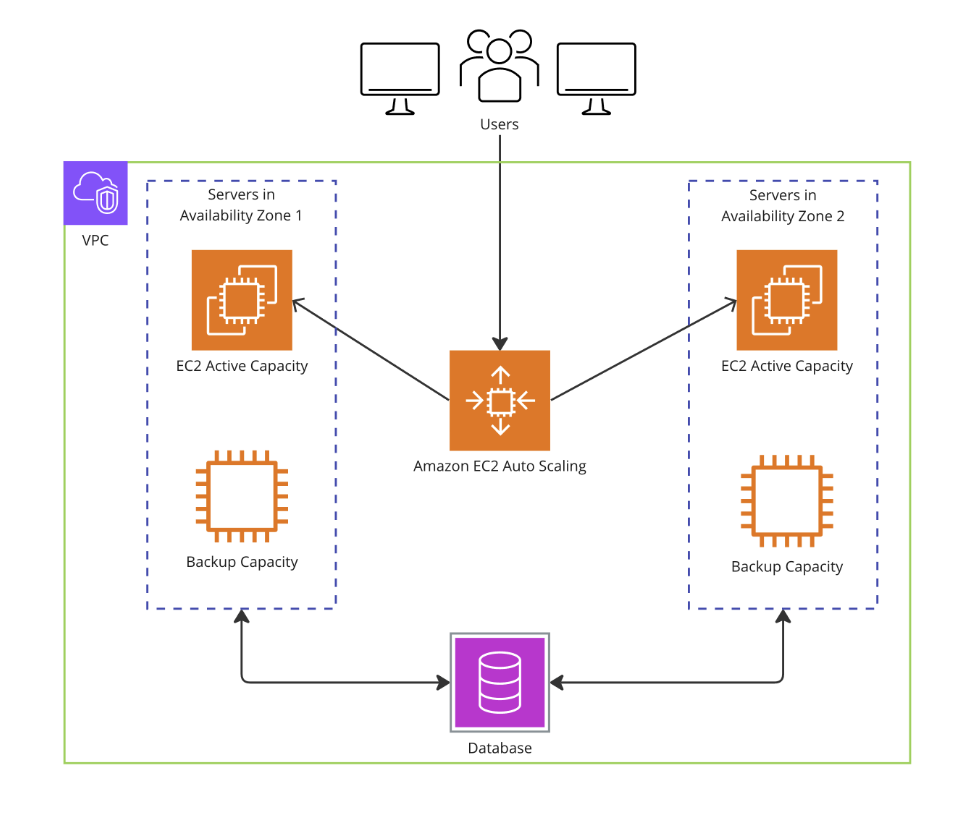 Users
VPC
Servers in
Availability Zone 1
EC2 Active Capacity
Backup Capacity
Amazon EC2 Auto Scaling
Servers in
Availability Zone 2
EC2 Active Capacity
Backup Capacity
Database